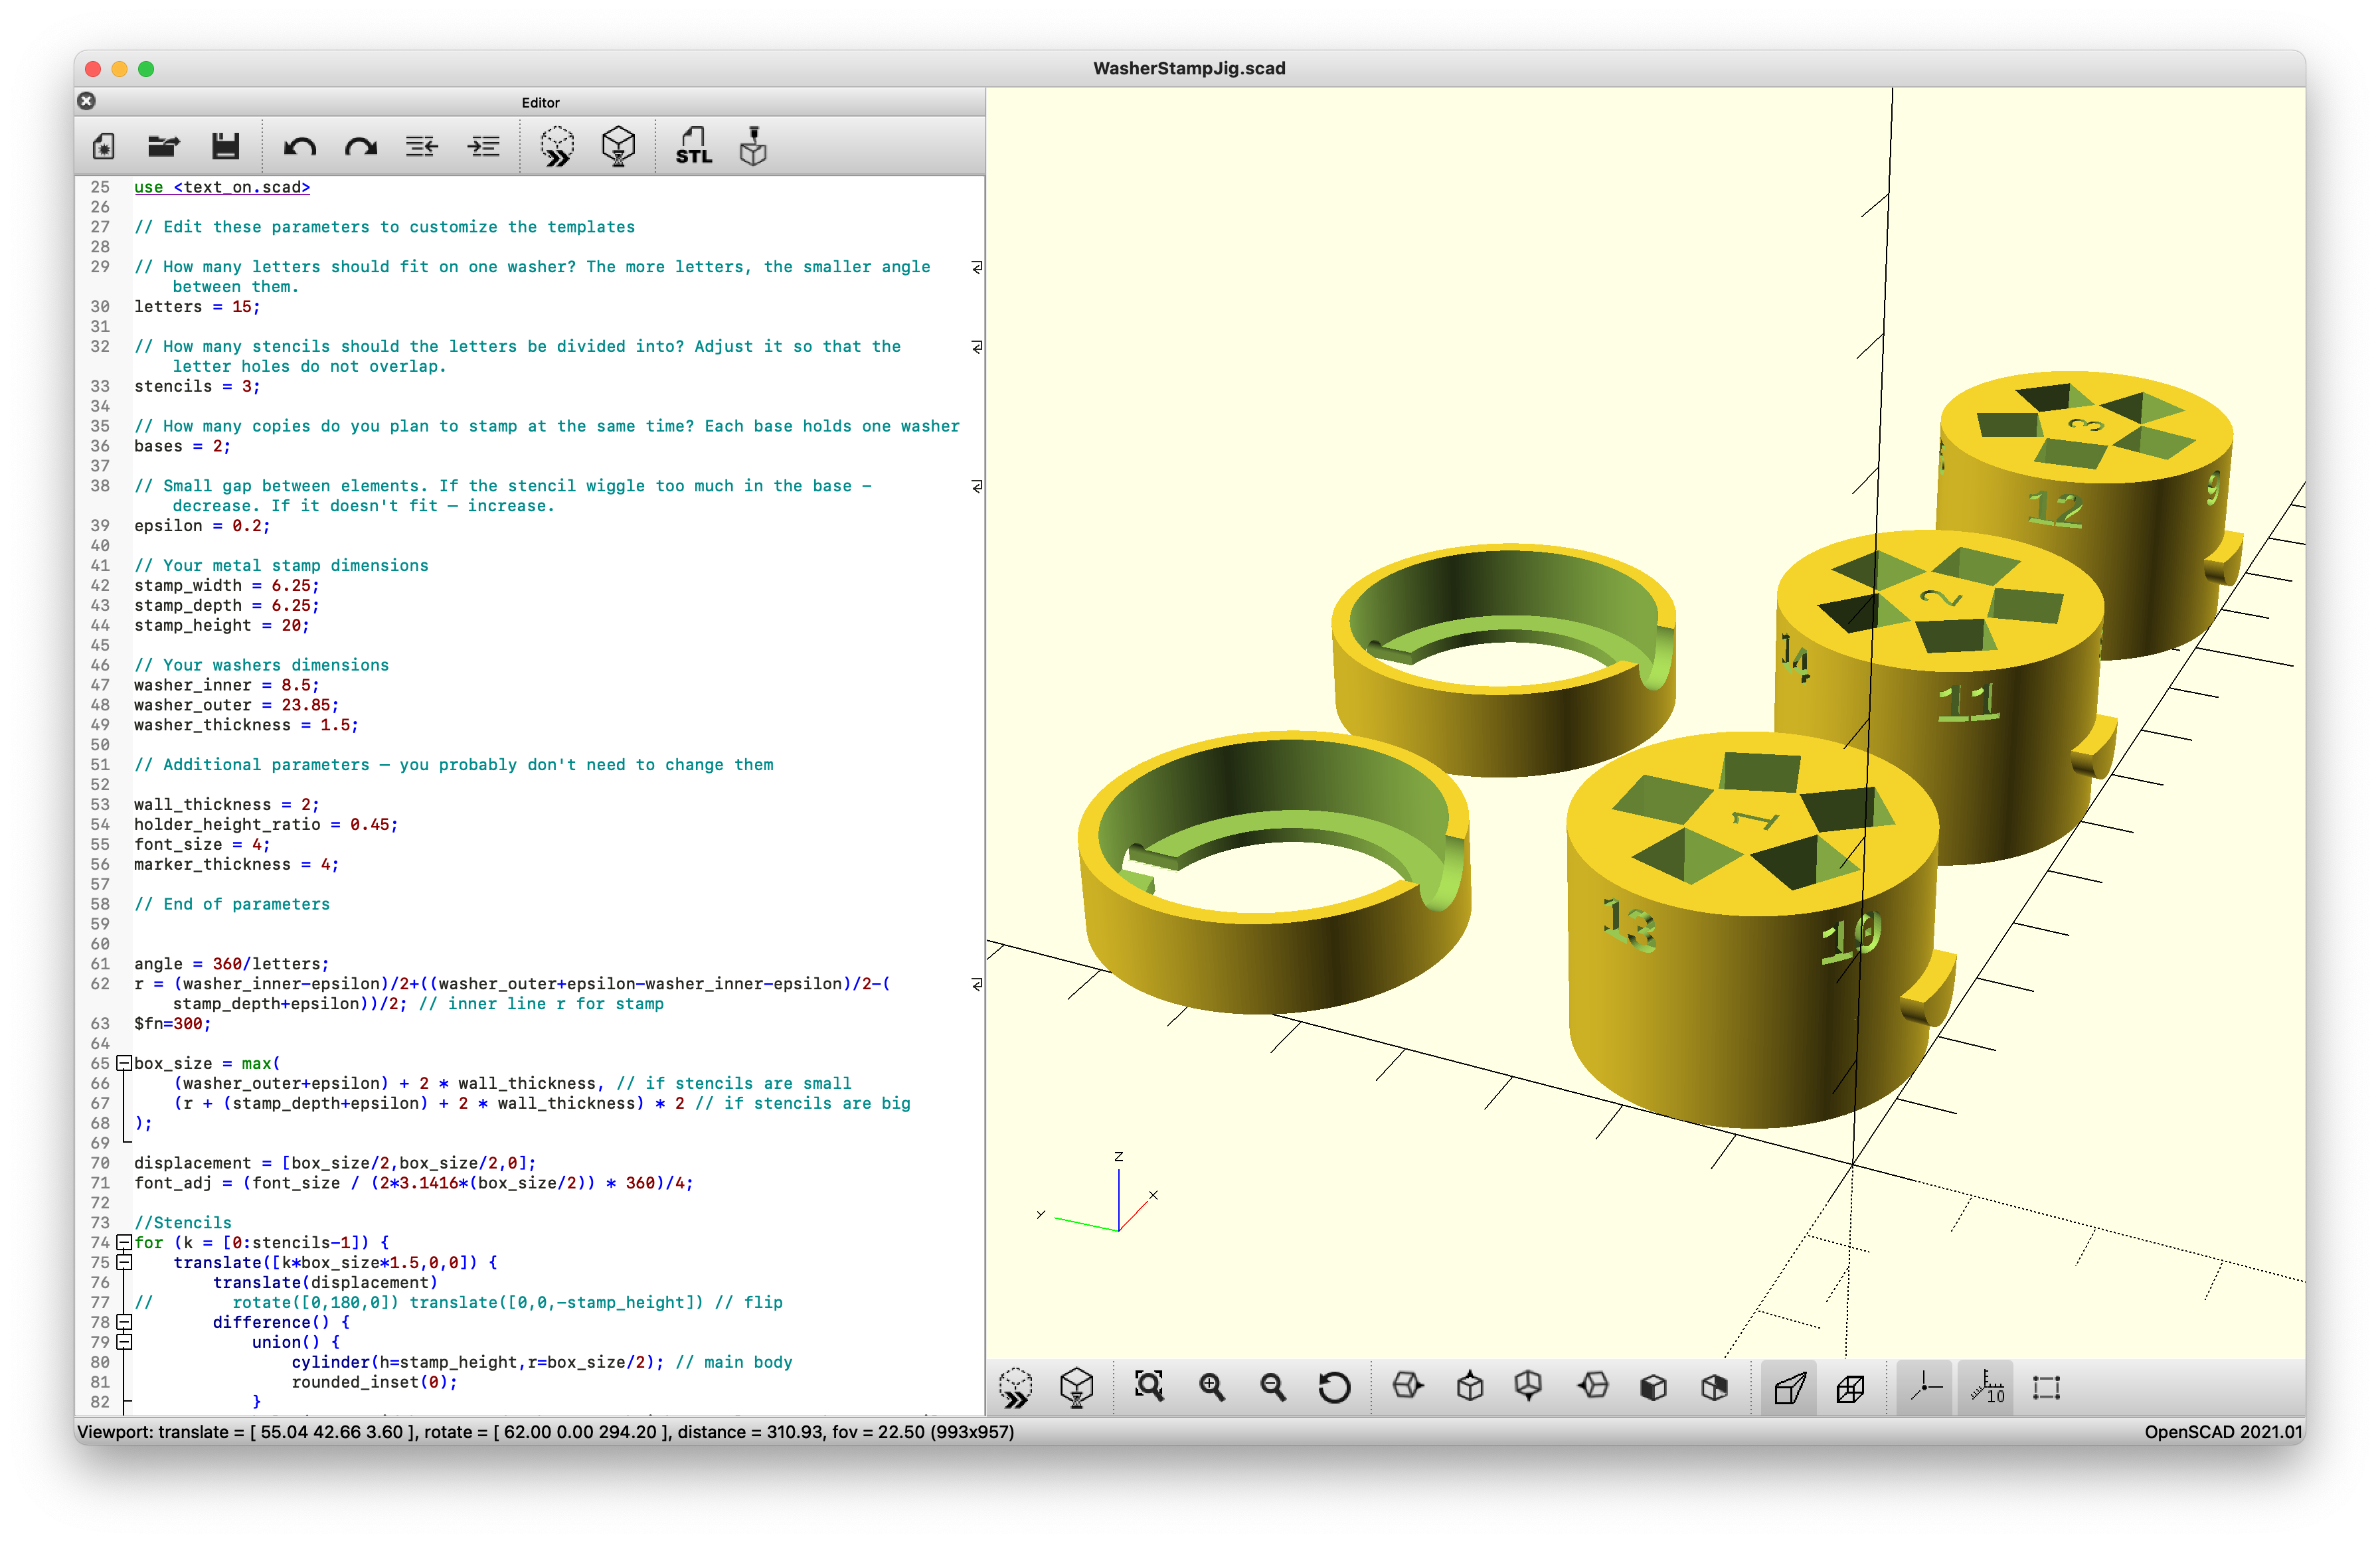 WasherStampJig.scad
Editor
STL
25 use <text_on.scad>
26
27 // Edit these parameters to customize the templates
28
29 // How many letters should fit on one washer? The more letters, the smaller angle
between them.
30 letters = 15;
31
32 // How many stencils should the letters be divided into? Adjust it so that the
letter holes do not overlap.
33 stencils = 3;
34
35 // How many copies do you plan to stamp at the same time? Each base holds one washer
36 bases = 2;
37
38 // Small gap between elements. If the stencil wiggle too much in the base –
decrease. If it doesn't fit – increase.
39 epsilon = 0.2;
40
41 // Your metal stamp dimensions
42 stamp_width = 6.25;
43 stamp_depth = 6.25;
44 stamp_height = 20;
45
46 // Your washers dimensions
47 washer_inner = 8.5;
48 washer_outer = 23.85;
49 washer_thickness = 1.5;
50
51 // Additional parameters – you probably don't need to change them
52
53 wall_thickness = 2;
54 holder_height_ratio = 0.45;
55 font_size = 4;
56 marker_thickness = 4;
57
58 // End of parameters
59
60
61 angle = 360/letters;
62 r = (washer_inner-epsilon)/2+((washer_outer+epsilon-washer_inner-epsilon)/2-(
stamp_depth+epsilon))/2; // inner line r for stamp
63 $fn=300;
64
65 box_size = max(
66 (washer_outer+epsilon) + 2 * wall_thickness, // if stencils are small
67 (r + (stamp_depth+epsilon) + 2 * wall_thickness) * 2 // if stencils are big
68 );
69
70 displacement = [box_size/2,box_size/2,0];
71 font_adj = (font_size / (2*3.1416*(box_size/2)) * 360)/4;
72
73 //Stencils
74 for (k = [0:stencils-1]) {
75 translate([k*box_size*1.5,0,0]) {
76 translate(displacement)
77 // rotate([0,180,0]) translate([0,0,-stamp_height]) // flip
78 difference() {
79 union() {
80 cylinder(h=stamp_height,r=box_size/2); // main body
81 rounded_inset(0);
82 }
3
12
9
2
14
11
1
13
10
Z
X
Y
10
Viewport: translate = [ 55.04 42.66 3.60 ], rotate = [ 62.00 0.00 294.20 ], distance = 310.93, fov = 22.50 (993x957)
OpenSCAD 2021.01